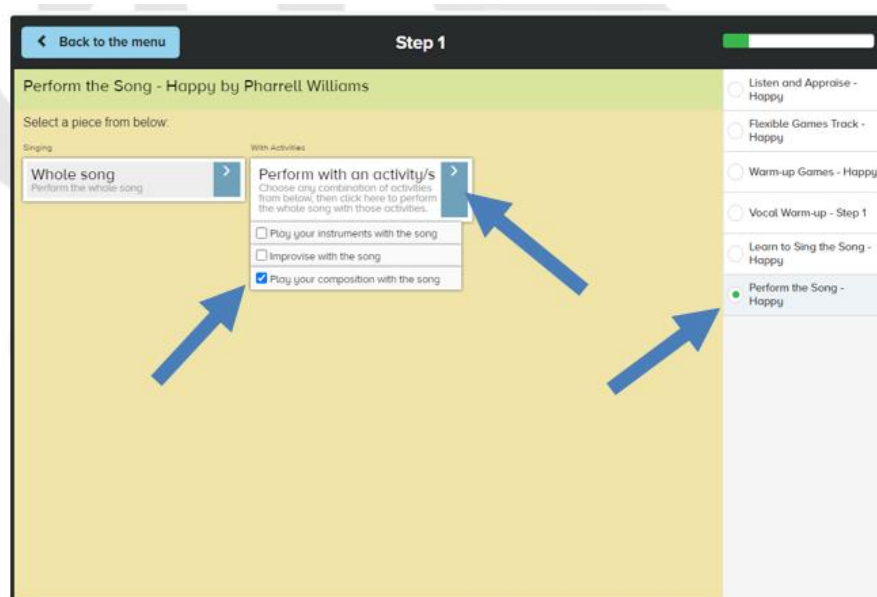 Back to the menu
Step 1
Perform the Song - Happy by Pharrell Williams
Select a piece from below:
Singing
Whole song
Perform the whole song
With Activities
Perform with an activity/s
Choose any combination of activities
from below, then click here to perform
the whole song with those activities.
Play your instruments with the song
Improvise with the song
Play your composition with the song
Listen and Appraise -
Happy
Flexible Games Track -
Happy
Warm-up Games - Happy
Vocal Warm-up - Step 1
Learn to Sing the Song -
Happy
Perform the Song -
Happy